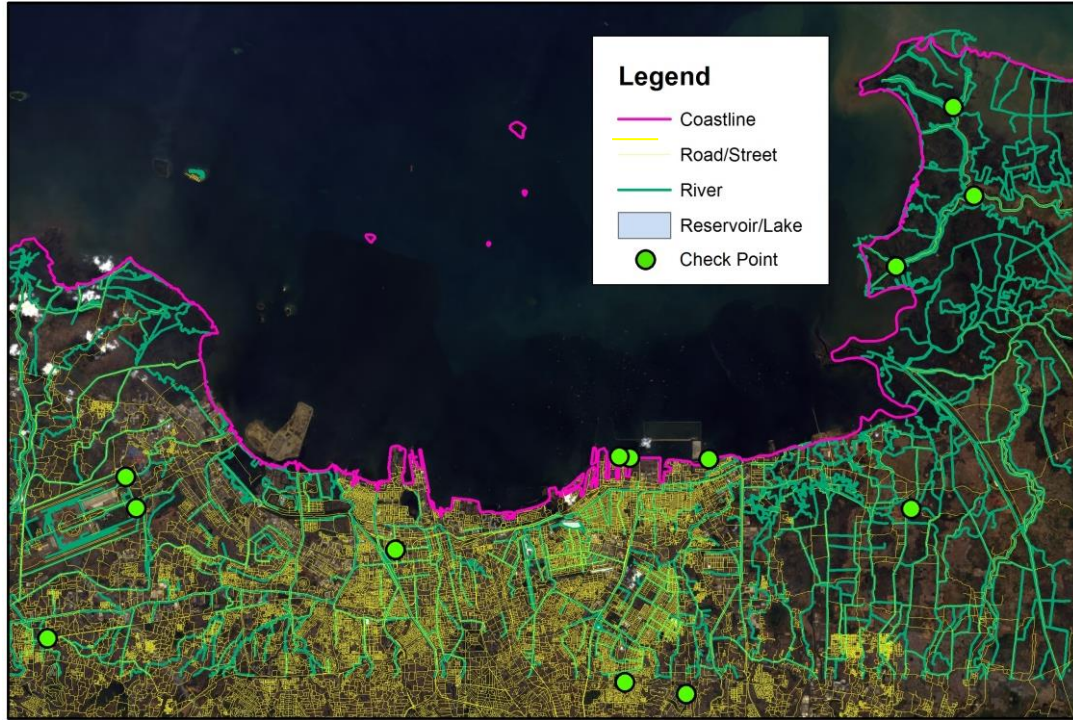 Legend
Coastline
Road/Street
River
Reservoir/Lake
Check Point